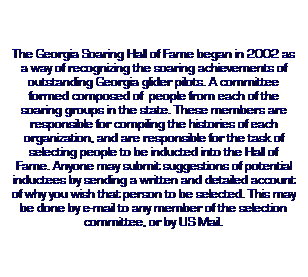 The Georgia Soaring Hall of Fame began in 2002 as
a way of recognizing the soaring achievements of
outstanding Georgia glider pilots. A committee
formed composed of  people from each of the
soaring groups in the state. These members are
responsible for compiling the histories of each
organization, and are responsible for the task of
selecting people to be inducted into the Hall of
Fame. Anyone may submit suggestions of potential
inductees by sending a written and detailed account
of why you wish that person to be selected. This may
be done by e-mail to any member of the selection
committee, or by US Mail.